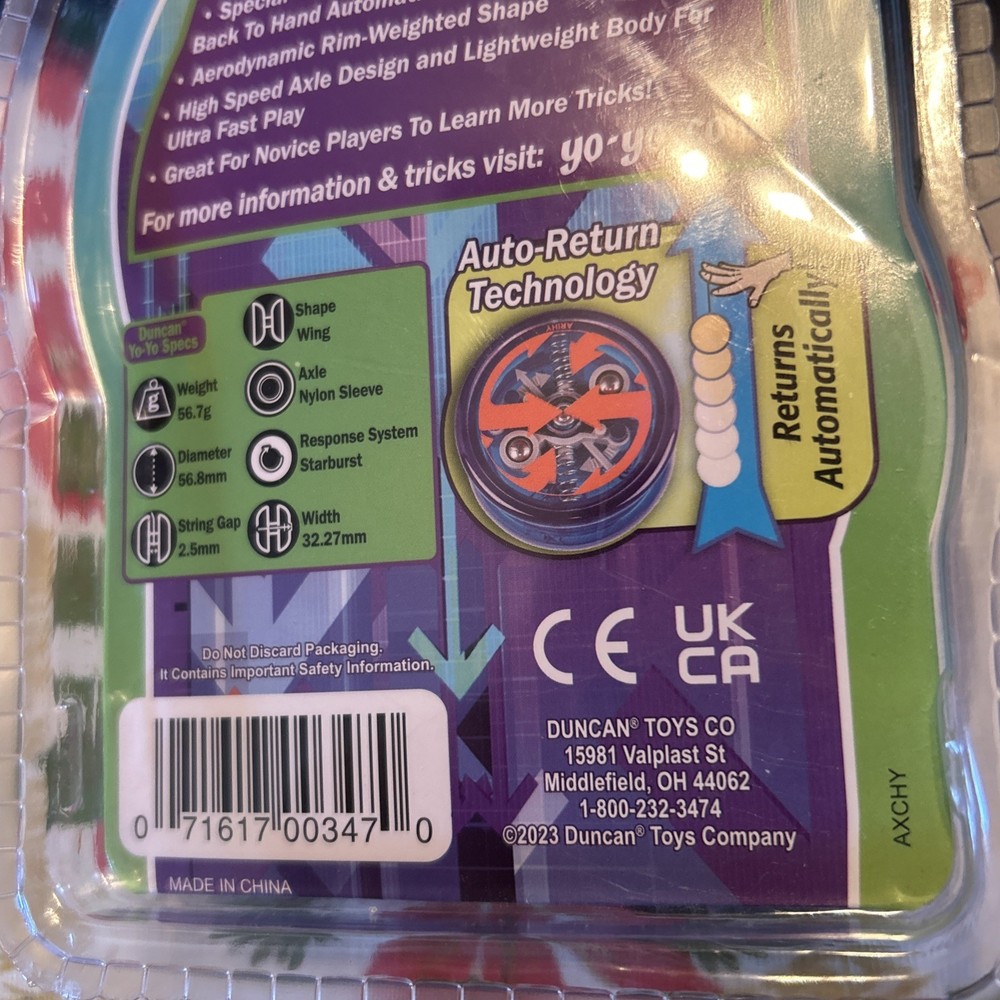 • Special
Back To Hand
• Aerodynamic Rim-Weighted Shape
• High Speed Axle Design and Lightweight Body For
Ultra Fast Play
• Great For Novice Players To Learn More Tricks!
For more information & tricks visit:
Auto-Return
Technology
Returns
Automatically
Duncan®
Yo-Yo Specs
Shape
Wing
Weight
56.7g
Axle
Nylon Sleeve
Diameter
56.8mm
Response System
Starburst
String Gap
2.5mm
Width
32.27mm
Do Not Discard Packaging.
It Contains Important Safety Information.
CE
UK
CA
DUNCAN® TOYS CO
15981 Valplast St
Middlefield, OH 44062
1-800-232-3474
©2023 Duncan® Toys Company
0 71617 00347 0
MADE IN CHINA
AXCHY